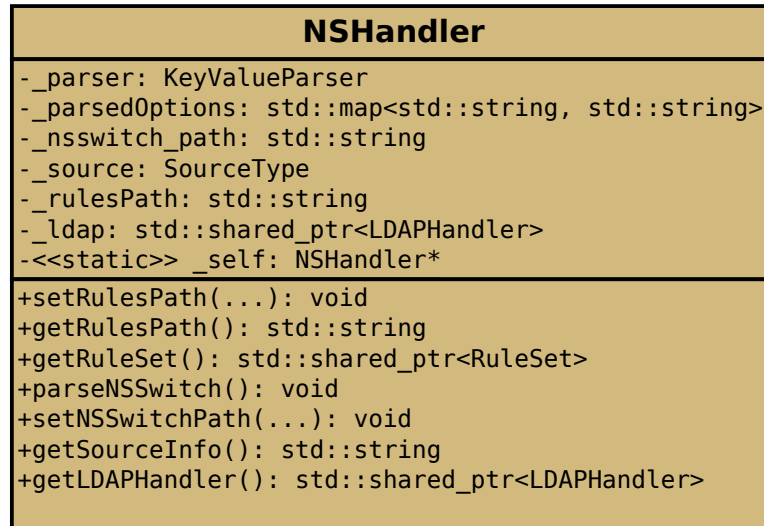 NSHandler
-_parser: KeyValueParser
-_parsedOptions: std::map<std::string, std::string>
-_nsswitch_path: std::string
-_source: SourceType
-_rulesPath: std::string
-_ldap: std::shared_ptr<LDAPHandler>
-<<static>> _self: NSHandler*
+setRulesPath(...): void
+getRulesPath(): std::string
+getRuleSet(): std::shared_ptr<RuleSet>
+parseNSSwitch(): void
+setNSSwitchPath(...): void
+getSourceInfo(): std::string
+getLDAPHandler(): std::shared_ptr<LDAPHandler>